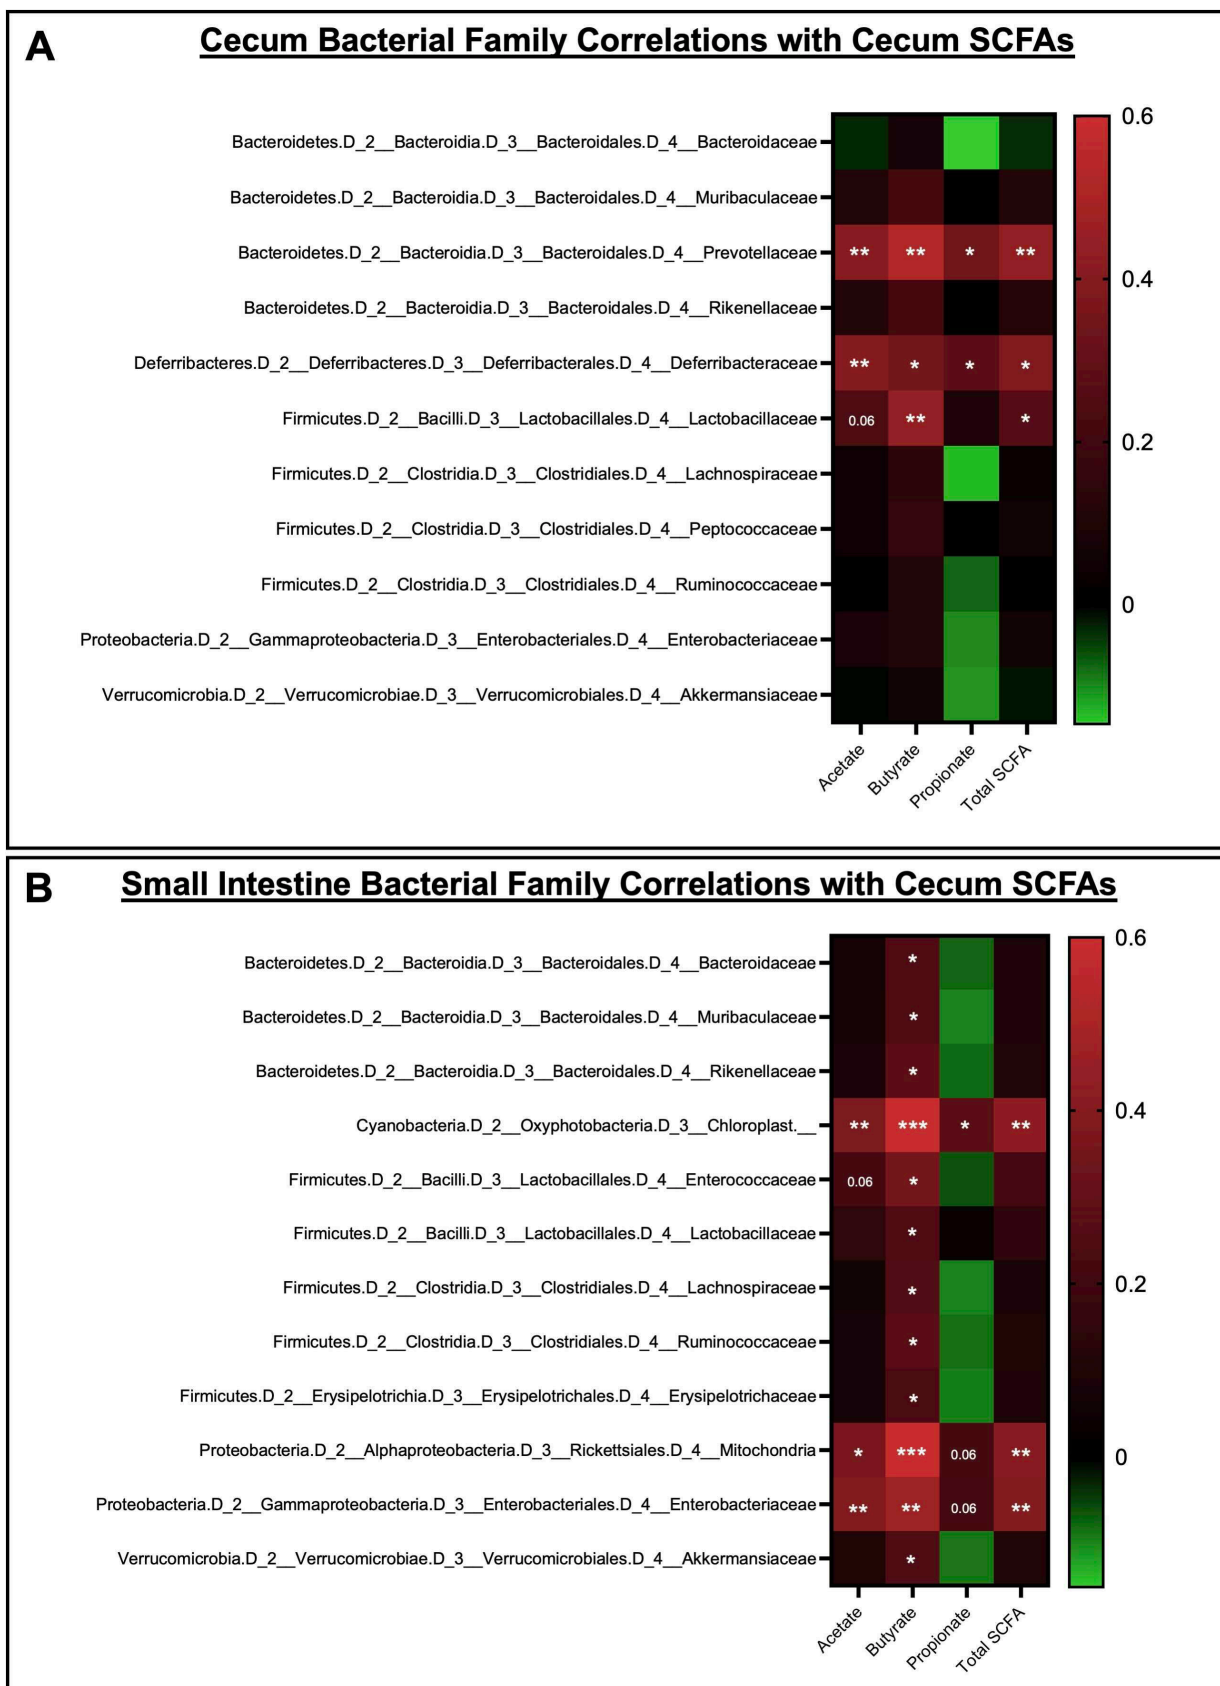 A
Cecum Bacterial Family Correlations with Cecum SCFAs
Bacteroidetes.D_2__Bacteroidia.D_3__Bacteroidales.D_4__Bacteroidaceae
Bacteroidetes.D_2__Bacteroidia.D_3__Bacteroidales.D_4__Muribaculaceae
Bacteroidetes.D_2__Bacteroidia.D_3__Bacteroidales.D_4__Prevotellaceae ** ** * **
Bacteroidetes.D_2__Bacteroidia.D_3__Bacteroidales.D_4__Rikenellaceae
Deferribacteres.D_2__Deferribacteres.D_3__Deferribacterales.D_4__Deferribacteraceae ** * * *
Firmicutes.D_2__Bacilli.D_3__Lactobacillales.D_4__Lactobacillaceae 0.06 ** *
Firmicutes.D_2__Clostridia.D_3__Clostridiales.D_4__Lachnospiraceae
Firmicutes.D_2__Clostridia.D_3__Clostridiales.D_4__Peptococcaceae
Firmicutes.D_2__Clostridia.D_3__Clostridiales.D_4__Ruminococcaceae
Proteobacteria.D_2__Gammaproteobacteria.D_3__Enterobacteriales.D_4__Enterobacteriaceae
Verrucomicrobia.D_2__Verrucomicrobiae.D_3__Verrucomicrobiales.D_4__Akkermansiaceae
Acetate
Butyrate
Propionate
Total SCFA
0.6
0.4
0.2
0
B
Small Intestine Bacterial Family Correlations with Cecum SCFAs
Bacteroidetes.D_2__Bacteroidia.D_3__Bacteroidales.D_4__Bacteroidaceae *
Bacteroidetes.D_2__Bacteroidia.D_3__Bacteroidales.D_4__Muribaculaceae *
Bacteroidetes.D_2__Bacteroidia.D_3__Bacteroidales.D_4__Rikenellaceae *
Cyanobacteria.D_2__Oxyphotobacteria.D_3__Chloroplast.__ ** *** * **
Firmicutes.D_2__Bacilli.D_3__Lactobacillales.D_4__Enterococcaceae 0.06 *
Firmicutes.D_2__Bacilli.D_3__Lactobacillales.D_4__Lactobacillaceae *
Firmicutes.D_2__Clostridia.D_3__Clostridiales.D_4__Lachnospiraceae *
Firmicutes.D_2__Clostridia.D_3__Clostridiales.D_4__Ruminococcaceae *
Firmicutes.D_2__Erysipelotrichia.D_3__Erysipelotrichales.D_4__Erysipelotrichaceae *
Proteobacteria.D_2__Alphaproteobacteria.D_3__Rickettsiales.D_4__Mitochondria * *** 0.06 **
Proteobacteria.D_2__Gammaproteobacteria.D_3__Enterobacteriales.D_4__Enterobacteriaceae ** ** 0.06 **
Verrucomicrobia.D_2__Verrucomicrobiae.D_3__Verrucomicrobiales.D_4__Akkermansiaceae *
Acetate
Butyrate
Propionate
Total SCFA
0.6
0.4
0.2
0